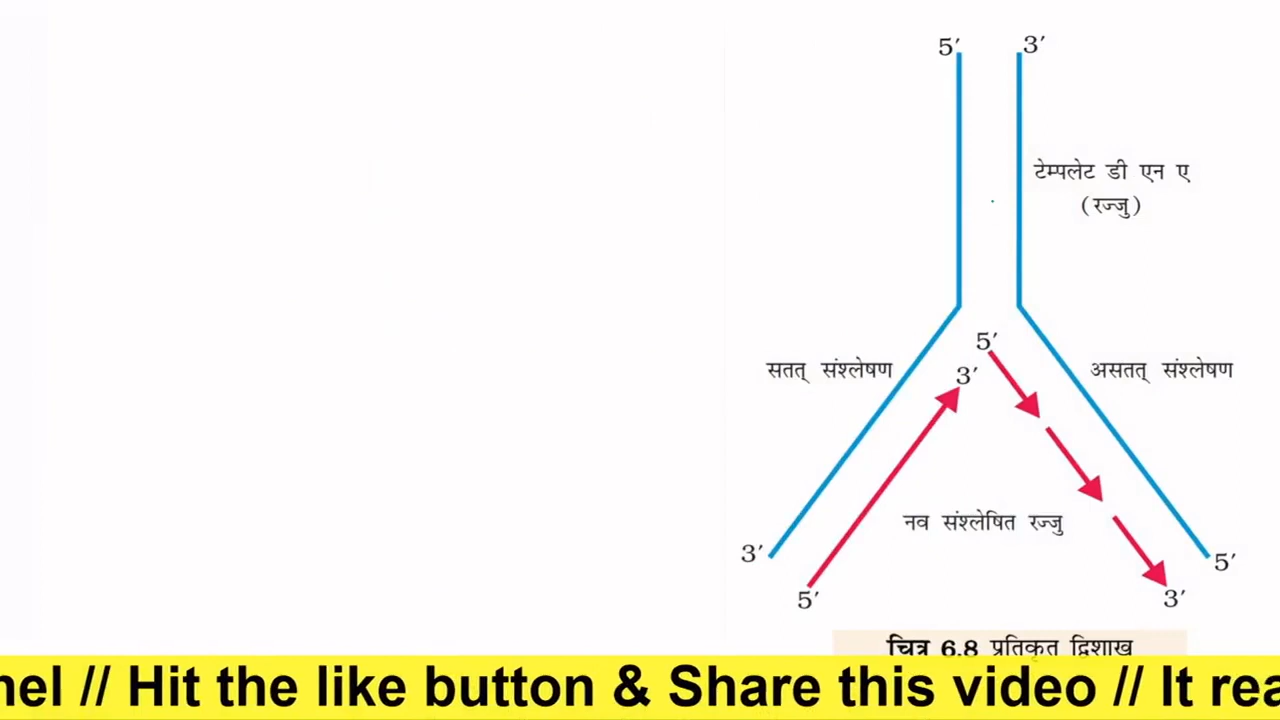 5′ 3′
टेम्पलेट डी एन ए
(रज्जु)
5′
सतत् संश्लेषण 3′ असतत् संश्लेषण
नव संश्लेषित रज्जु
3′ 5′
5′ 3′
चित्र 6.8 प्रतिकृत द्विशाख
nel // Hit the like button & Share this video // It rea